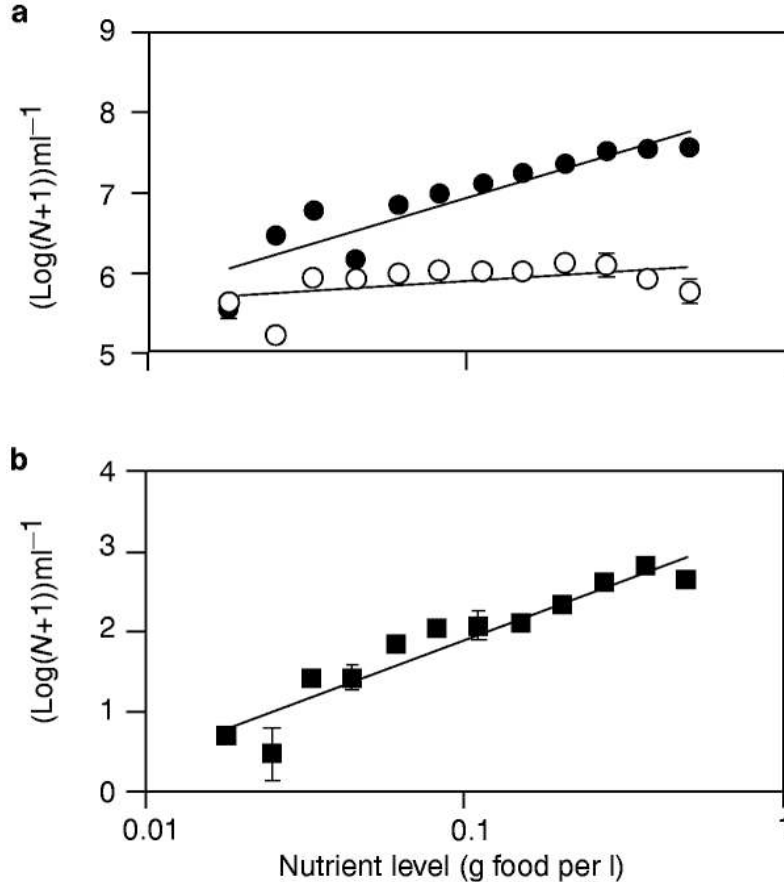 a
9
8
7
6
5
(Log(N+1))ml⁻¹
b
4
3
2
1
0
(Log(N+1))ml⁻¹
0.01 0.1 1
Nutrient level (g food per l)